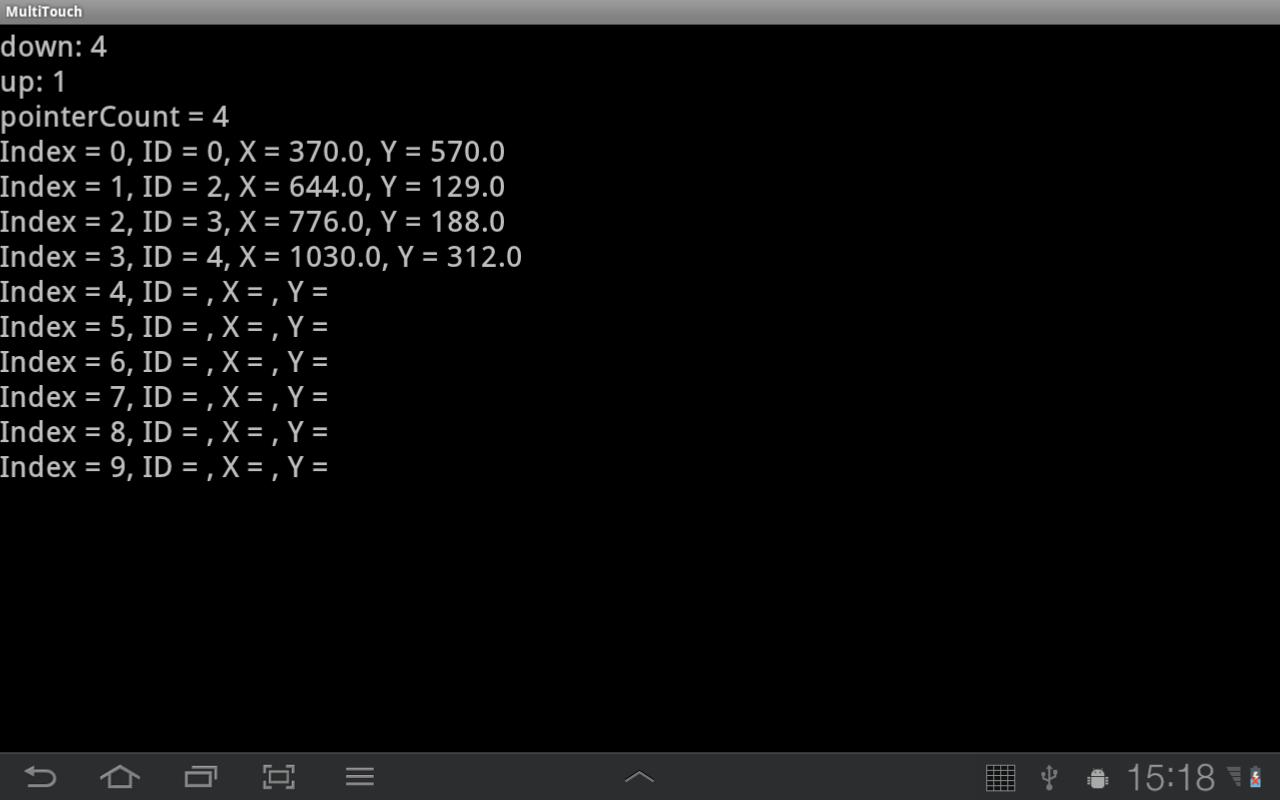 MultiTouch
down: 4
up: 1
pointerCount = 4
Index = 0, ID = 0, X = 370.0, Y = 570.0
Index = 1, ID = 2, X = 644.0, Y = 129.0
Index = 2, ID = 3, X = 776.0, Y = 188.0
Index = 3, ID = 4, X = 1030.0, Y = 312.0
Index = 4, ID = , X = , Y =
Index = 5, ID = , X = , Y =
Index = 6, ID = , X = , Y =
Index = 7, ID = , X = , Y =
Index = 8, ID = , X = , Y =
Index = 9, ID = , X = , Y =
15:18